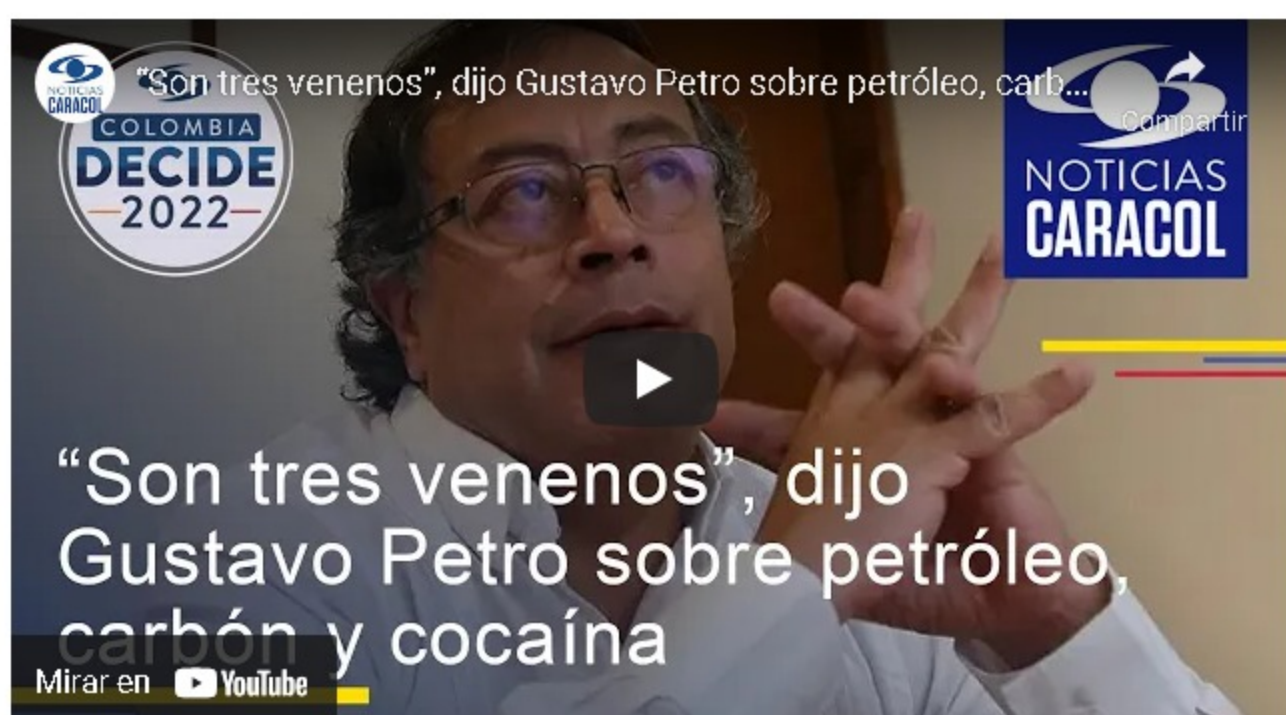 “Son tres venenos”, dijo Gustavo Petro sobre petróleo, carb...
NOTICIAS
CARACOL
COLOMBIA
DECIDE
2022
Compartir
NOTICIAS
CARACOL
“Son tres venenos”, dijo
Gustavo Petro sobre petróleo,
carbón y cocaína
Mirar en YouTube